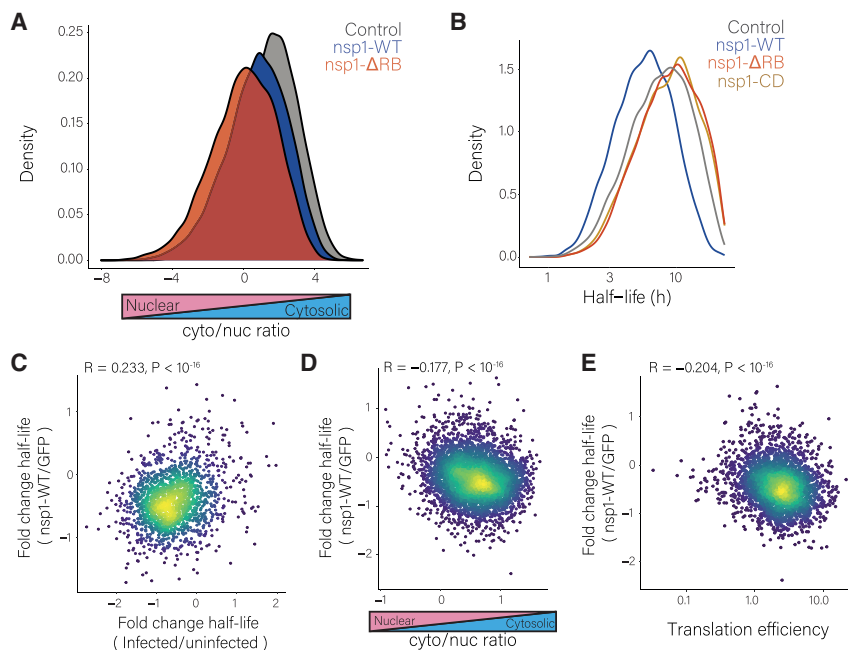 A
Control
nsp1-WT
nsp1-ΔRB
0.25
0.20
0.15
0.10
0.05
0.00
Density
−8
−4
0
4
Nuclear
Cytosolic
cyto/nuc ratio
B
Control
nsp1-WT
nsp1-ΔRB
nsp1-CD
1.5
1.0
0.5
0.0
Density
1
3
10
Half−life (h)
C
R = 0.233, P < 10⁻¹⁶
1
0
−1
Fold change half-life
( nsp1-WT/GFP )
−2
−1
0
1
2
Fold change half-life
( Infected/uninfected )
D
R = −0.177, P < 10⁻¹⁶
1
0
−1
−2
Fold change half-life
( nsp1-WT/GFP )
−1
0
1
Nuclear
Cytosolic
cyto/nuc ratio
E
R = −0.204, P < 10⁻¹⁶
1
0
−1
−2
Fold change half-life
( nsp1-WT/GFP )
0.1
1.0
10.0
Translation efficiency